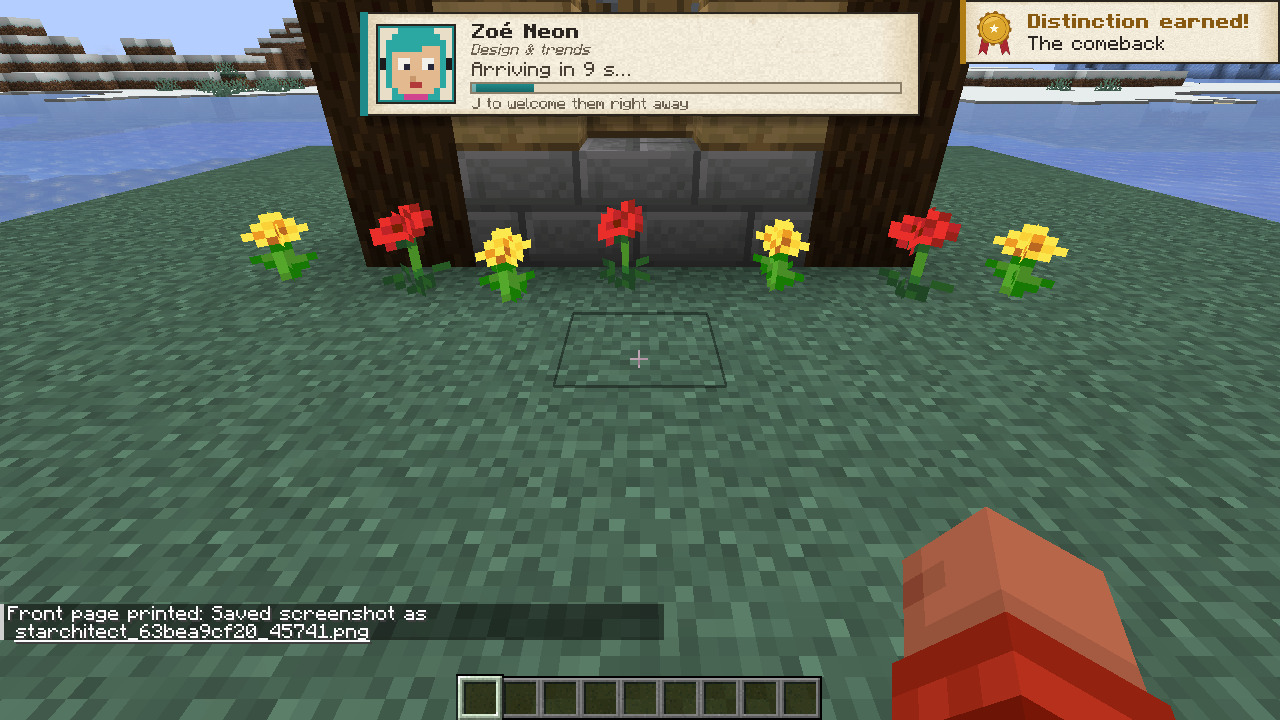 Zoé Neon
Design & trends
Arriving in 9 s...
J to welcome them right away
Distinction earned!
The comeback
Front page printed: Saved screenshot as
starchitect_63bea9cf20_45741.png